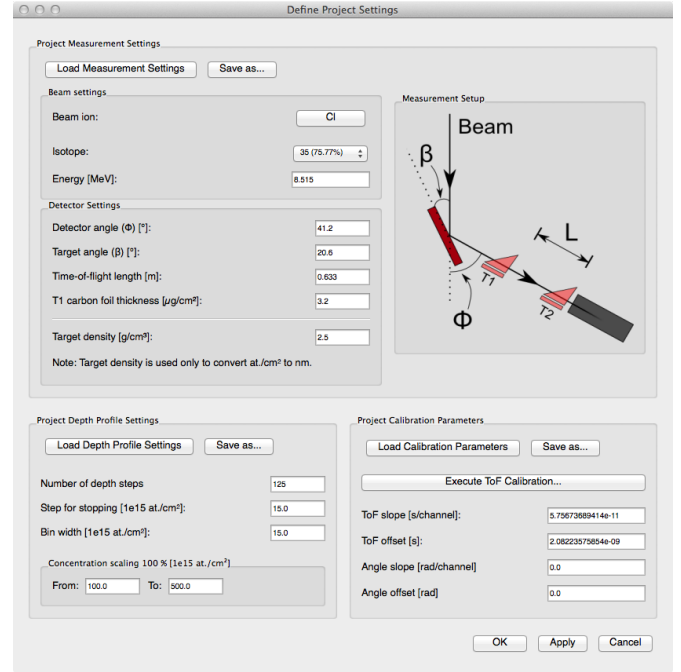 Define Project Settings
Project Measurement Settings
Load Measurement Settings Save as...
Beam settings
Beam ion: Cl
Isotope: 35 (75.77%)
Energy [MeV]: 8.515
Detector Settings
Detector angle (Φ) [°]: 41.2
Target angle (β) [°]: 20.6
Time-of-flight length [m]: 0.633
T1 carbon foil thickness [µg/cm²]: 3.2
Target density [g/cm³]: 2.5
Note: Target density is used only to convert at./cm² to nm.
Measurement Setup
Beam
β
L
T1
T2
Φ
Project Depth Profile Settings
Load Depth Profile Settings Save as...
Number of depth steps 125
Step for stopping [1e15 at./cm²]: 15.0
Bin width [1e15 at./cm²]: 15.0
Concentration scaling 100 % [1e15 at./cm²]
From: 100.0 To: 500.0
Project Calibration Parameters
Load Calibration Parameters Save as...
Execute ToF Calibration...
ToF slope [s/channel]: 5.75673689414e-11
ToF offset [s]: 2.08223575854e-09
Angle slope [rad/channel] 0.0
Angle offset [rad] 0.0
OK Apply Cancel